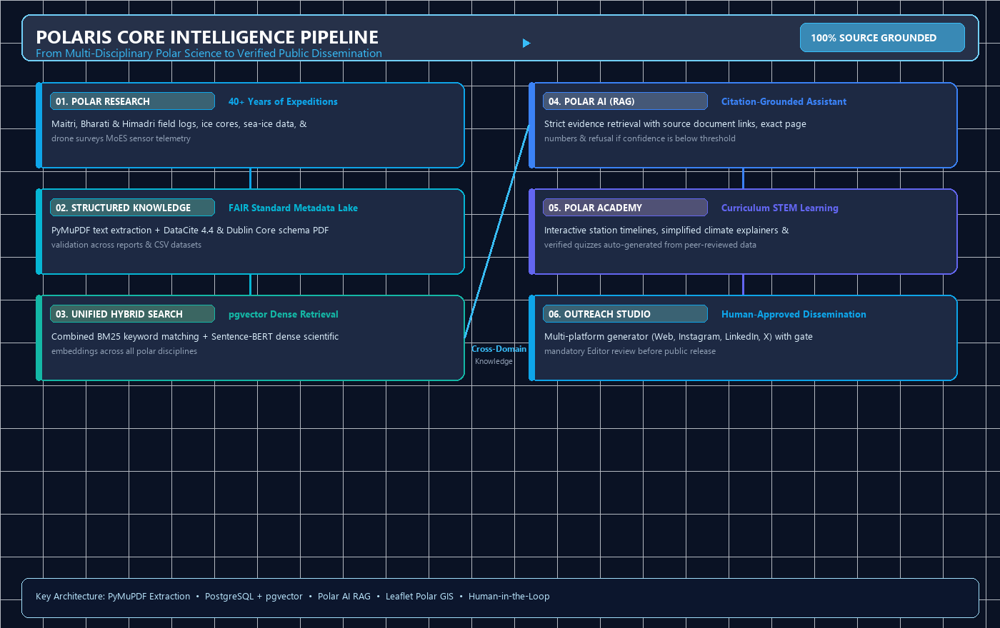 POLARIS CORE INTELLIGENCE PIPELINE
From Multi-Disciplinary Polar Science to Verified Public Dissemination
100% SOURCE GROUNDED
01. POLAR RESEARCH
40+ Years of Expeditions
Maitri, Bharati & Himadri field logs, ice cores, sea-ice data, &
drone surveys MoES sensor telemetry
02. STRUCTURED KNOWLEDGE
FAIR Standard Metadata Lake
PyMuPDF text extraction + DataCite 4.4 & Dublin Core schema PDF
validation across reports & CSV datasets
03. UNIFIED HYBRID SEARCH
pgvector Dense Retrieval
Combined BM25 keyword matching + Sentence-BERT dense scientific
embeddings across all polar disciplines
Cross-Domain
Knowledge
04. POLAR AI (RAG)
Citation-Grounded Assistant
Strict evidence retrieval with source document links, exact page
numbers & refusal if confidence is below threshold
05. POLAR ACADEMY
Curriculum STEM Learning
Interactive station timelines, simplified climate explainers &
verified quizzes auto-generated from peer-reviewed data
06. OUTREACH STUDIO
Human-Approved Dissemination
Multi-platform generator (Web, Instagram, LinkedIn, X) with gate
mandatory Editor review before public release
Key Architecture: PyMuPDF Extraction • PostgreSQL + pgvector • Polar AI RAG • Leaflet Polar GIS • Human-in-the-Loop